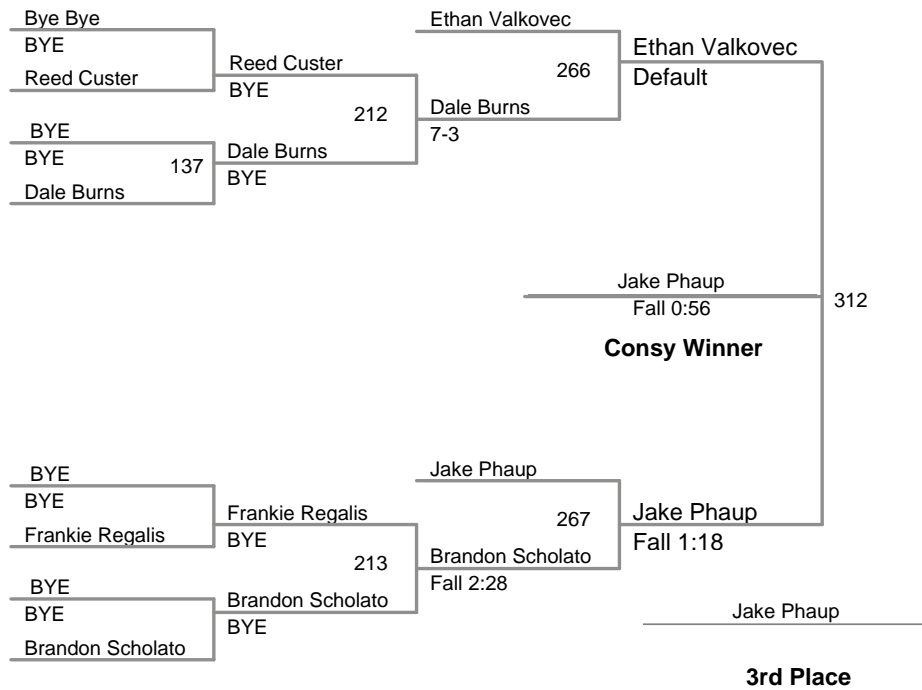 Bye Bye
BYE
Reed Custer
Reed Custer
BYE
BYE
BYE
Dale Burns
137
Dale Burns
BYE
212
Ethan Valkovec
Dale Burns
7-3
266
Ethan Valkovec
Default
Jake Phaup
Fall 0:56
312
Consy Winner
BYE
BYE
Frankie Regalis
Frankie Regalis
BYE
BYE
BYE
Brandon Scholato
Brandon Scholato
BYE
213
Jake Phaup
Brandon Scholato
Fall 2:28
267
Jake Phaup
Fall 1:18
Jake Phaup
3rd Place